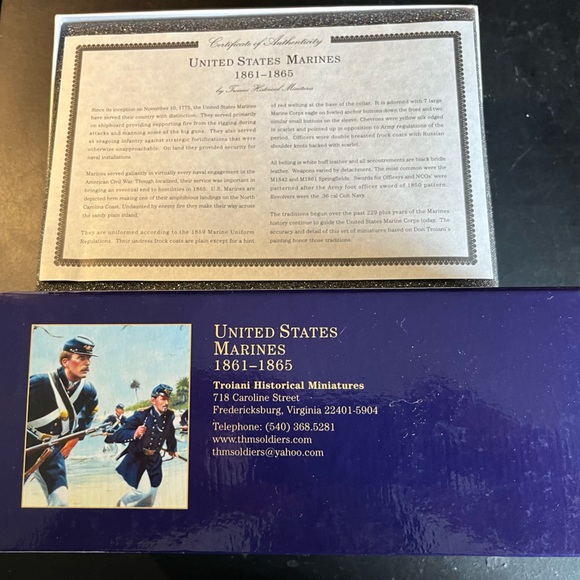 Certificate of Authenticity
UNITED STATES MARINES
1861–1865
by Troiani Historical Miniatures
Since its inception on November 10, 1775, the United States Marines
have served their country with distinction. They served primarily
on shipboard providing supporting fire from the rigging during
attacks and manning some of the big guns. They also served
as seagoing infantry against strategic fortifications that were
otherwise unapproachable. On land they provided security for
naval installations.
Marines served gallantly in virtually every naval engagement in the
American Civil War. Though localized, their service was important in
bringing an eventual end to hostilities in 1865. U.S. Marines are
depicted here making one of their amphibious landings on the North
Carolina Coast. Undaunted by enemy fire they make their way across
the sandy plain inland.
They are uniformed according to the 1859 Marine Uniform
Regulations. Their undress frock coats are plain except for a hint
of red welting at the base of the collar. It is adorned with 7 large
Marine Corps eagle on fowled anchor buttons down the front and two
similar small buttons on the sleeve. Chevrons were yellow silk edged
in scarlet and pointed up in opposition to Army regulations of the
period. Officers wore double breasted frock coats with Russian
shoulder knots backed with scarlet.
All belting is white buff leather and all accoutrements are black bridle
leather. Weapons varied by detachment. The most common were the
M1842 and M1861 Springfields. Swords for Officers and NCOs' were
patterned after the Army foot officer sword of 1850 pattern.
Revolvers were the .36 cal Colt Navy.
The traditions begun over the past 229 plus years of the Marines
history continue to guide the United States Marine Corps today. The
accuracy and detail of this set of miniatures based on Don Troiani's
painting honor those traditions.
UNITED STATES
MARINES
1861–1865
Troiani Historical Miniatures
718 Caroline Street
Fredericksburg, Virginia 22401-5904
Telephone: (540) 368.5281
www.thmsoldiers.com
thmsoldiers@yahoo.com